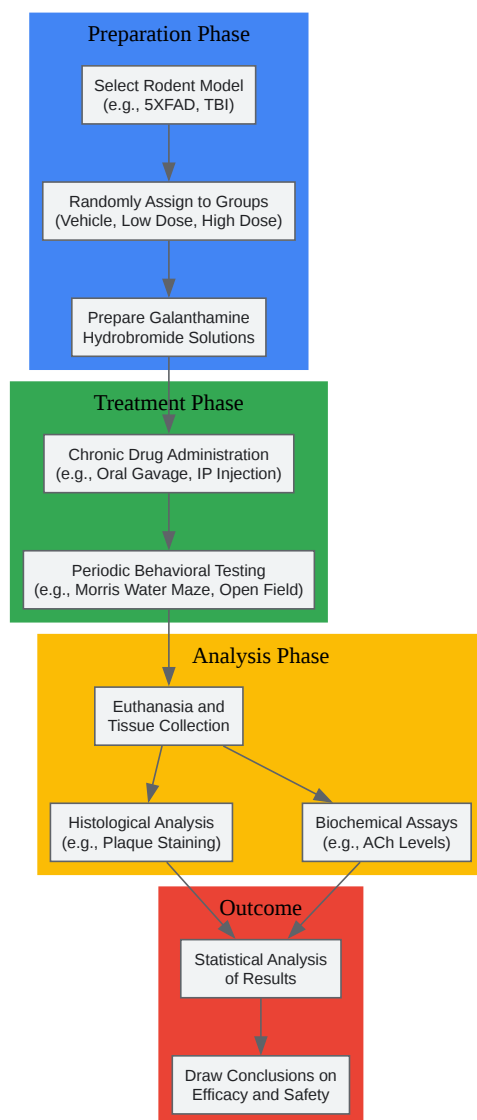 Preparation Phase
Select Rodent Model
(e.g., 5XFAD, TBI)
Randomly Assign to Groups
(Vehicle, Low Dose, High Dose)
Prepare Galanthamine
Hydrobromide Solutions
Treatment Phase
Chronic Drug Administration
(e.g., Oral Gavage, IP Injection)
Periodic Behavioral Testing
(e.g., Morris Water Maze, Open Field)
Analysis Phase
Euthanasia and
Tissue Collection
Histological Analysis
(e.g., Plaque Staining)
Biochemical Assays
(e.g., ACh Levels)
Outcome
Statistical Analysis
of Results
Draw Conclusions on
Efficacy and Safety